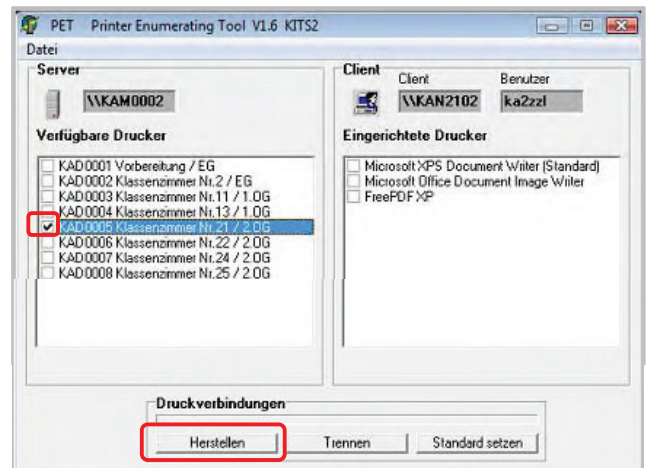 PET Printer Enumerating Tool V1.6 KITS2
Datei
Server
\\KAM0002
Verfügbare Drucker
KAD0001 Vorbereitung / EG
KAD0002 Klassenzimmer Nr.2 / EG
KAD0003 Klassenzimmer Nr.11 / 1.OG
KAD0004 Klassenzimmer Nr.13 / 1.OG
KAD0005 Klassenzimmer Nr.21 / 2.OG
KAD0006 Klassenzimmer Nr.22 / 2.OG
KAD0007 Klassenzimmer Nr.24 / 2.OG
KAD0008 Klassenzimmer Nr.25 / 2.OG
Client
Client Benutzer
\\KAN2102 ka2zzl
Eingerichtete Drucker
Microsoft XPS Document Writer (Standard)
Microsoft Office Document Image Writer
FreePDF XP
Druckverbindungen
Herstellen Trennen Standard setzen